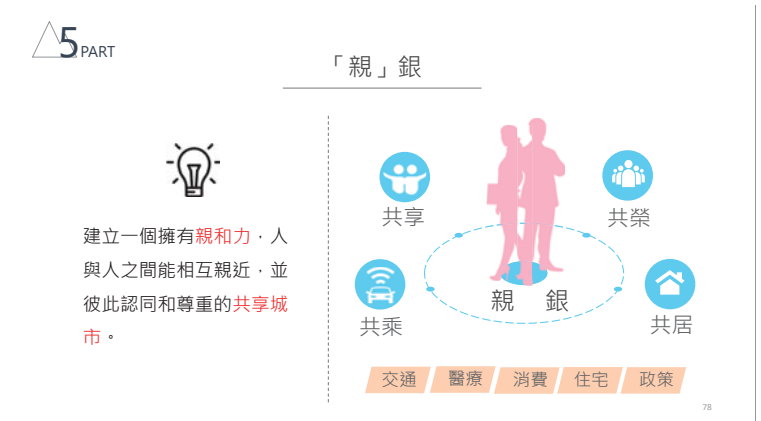 5 PART
「親」銀
建立一個擁有親和力，人
與人之間能相互親近，並
彼此認同和尊重的共享城
市。
共享
共榮
親 銀
共乘
共居
交通 醫療 消費 住宅 政策
78